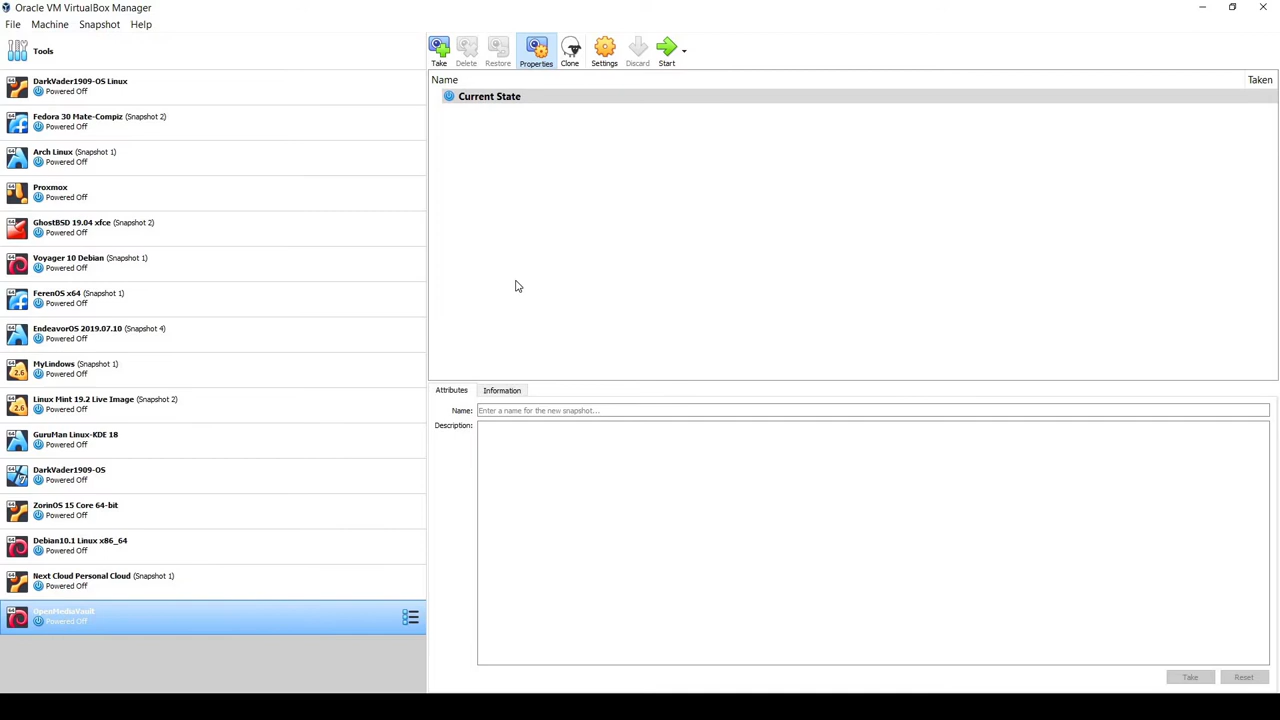 Oracle VM VirtualBox Manager
File Machine Snapshot Help
Tools
DarkVader1909-OS Linux
Powered Off
Fedora 30 Mate-Compiz (Snapshot 2)
Powered Off
Arch Linux (Snapshot 1)
Powered Off
Proxmox
Powered Off
GhostBSD 19.04 xfce (Snapshot 2)
Powered Off
Voyager 10 Debian (Snapshot 1)
Powered Off
FerenOS x64 (Snapshot 1)
Powered Off
EndeavorOS 2019.07.10 (Snapshot 4)
Powered Off
MyLindows (Snapshot 1)
Powered Off
Linux Mint 19.2 Live Image (Snapshot 2)
Powered Off
GuruMan Linux-KDE 18
Powered Off
DarkVader1909-OS
Powered Off
ZorinOS 15 Core 64-bit
Powered Off
Debian10.1 Linux x86_64
Powered Off
Next Cloud Personal Cloud (Snapshot 1)
Powered Off
OpenMediaVault
Powered Off
Take Delete Restore Properties Clone Settings Discard Start
Name Taken
Current State
Attributes Information
Name: Enter a name for the new snapshot...
Description:
Take Reset